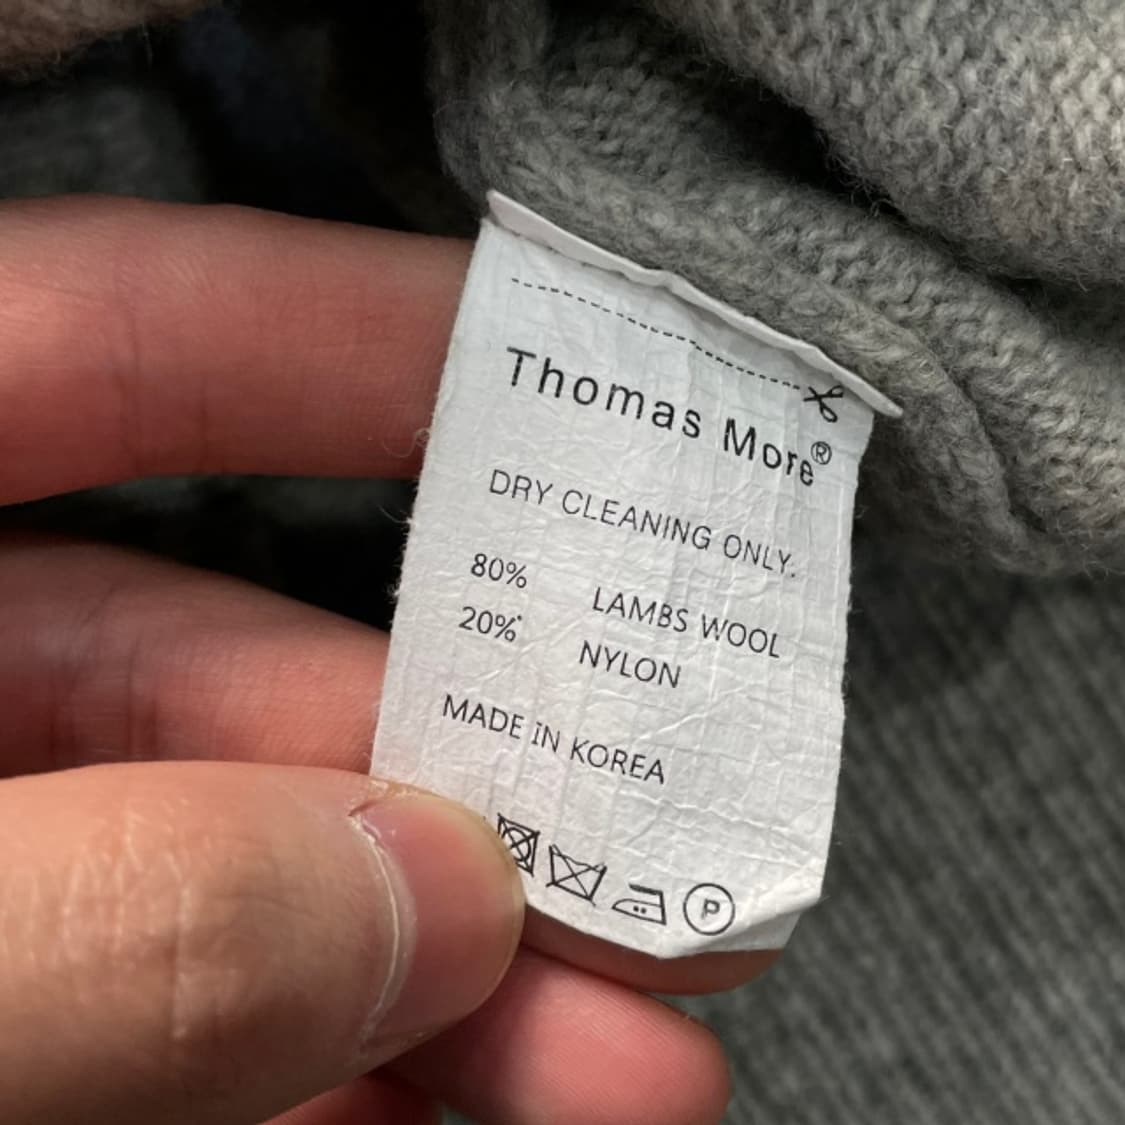 Thomas More®
DRY CLEANING ONLY.
80% LAMBS WOOL
20% NYLON
MADE iN KOREA
P